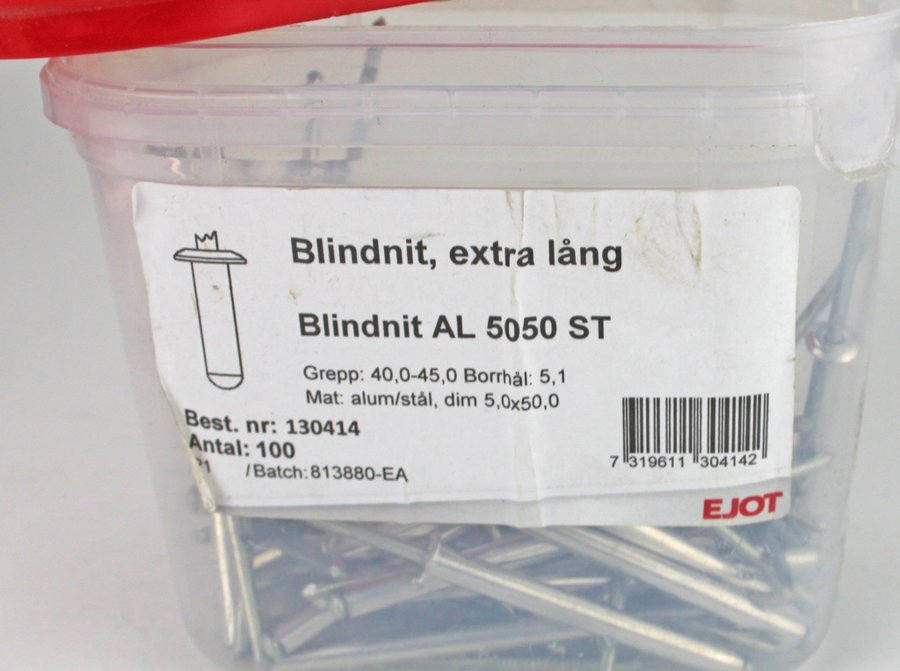 Blindnit, extra lång
Blindnit AL 5050 ST
Grepp: 40,0-45,0 Borrhål: 5,1
Mat: alum/stål, dim 5,0x50,0
Best. nr: 130414
Antal: 100
/Batch: 813880-EA
7 319611 304142
EJOT